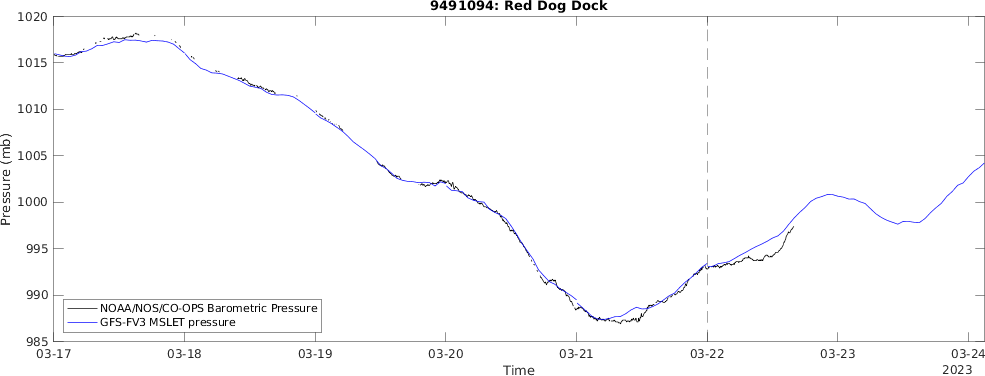 9491094: Red Dog Dock
Pressure (mb)
1020
1015
1010
1005
1000
995
990
985
NOAA/NOS/CO-OPS Barometric Pressure
GFS-FV3 MSLET pressure
03-17 03-18 03-19 03-20 03-21 03-22 03-23 03-24
Time 2023